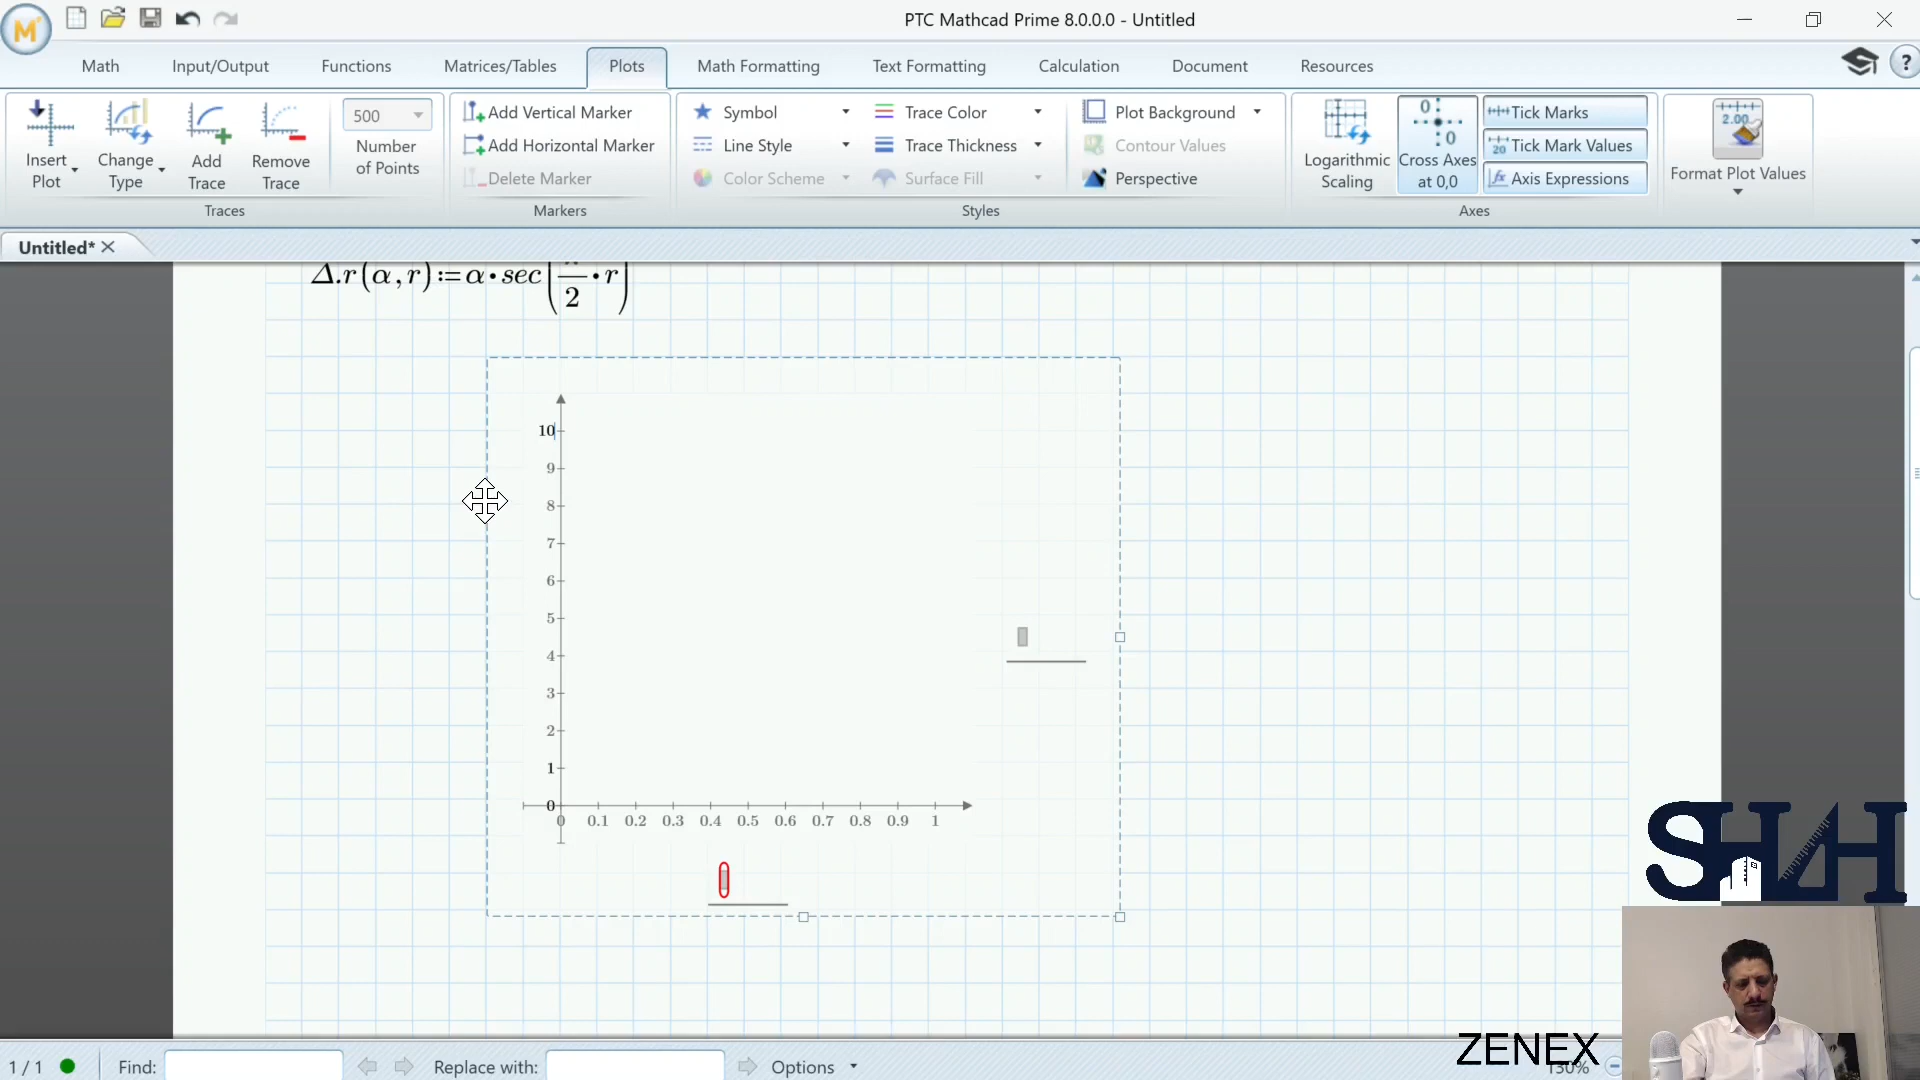 PTC Mathcad Prime 8.0.0.0 - Untitled
Math Input/Output Functions Matrices/Tables Plots Math Formatting Text Formatting Calculation Document Resources
Insert Plot
Change Type
Add Trace
Remove Trace
500
Number of Points
Traces
Add Vertical Marker
Add Horizontal Marker
Delete Marker
Markers
Symbol
Line Style
Color Scheme
Trace Color
Trace Thickness
Surface Fill
Plot Background
Contour Values
Perspective
Styles
Logarithmic Scaling
Cross Axes at 0,0
Tick Marks
Tick Mark Values
Axis Expressions
Axes
2.00
Format Plot Values
Untitled*
Δ.r(α,r):=α•sec(—/2•r)
10
9
8
7
6
5
4
3
2
1
0
0 0.1 0.2 0.3 0.4 0.5 0.6 0.7 0.8 0.9 1
SHAH
ZENEX
1 / 1 Find: Replace with: Options 130%